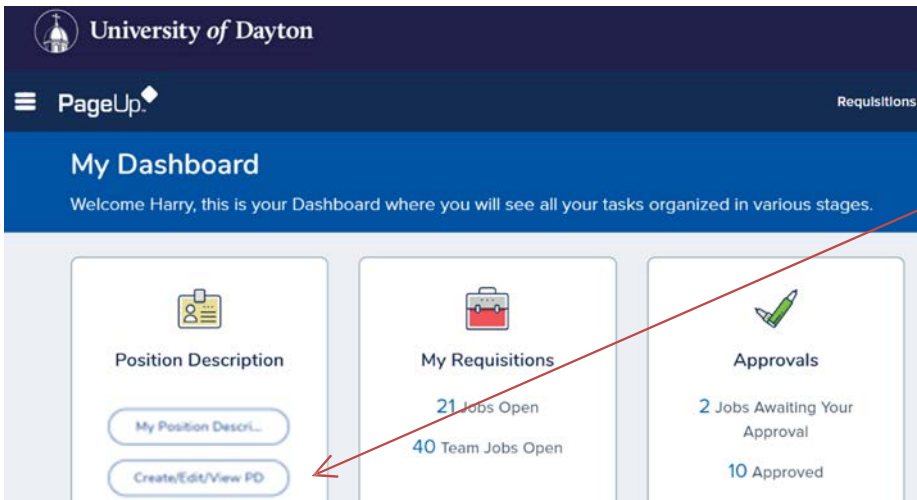 University of Dayton
PageUp
Requisitions
My Dashboard
Welcome Harry, this is your Dashboard where you will see all your tasks organized in various stages.
Position Description
My Position Descri...
Create/Edit/View PD
My Requisitions
21 Jobs Open
40 Team Jobs Open
Approvals
2 Jobs Awaiting Your
Approval
10 Approved